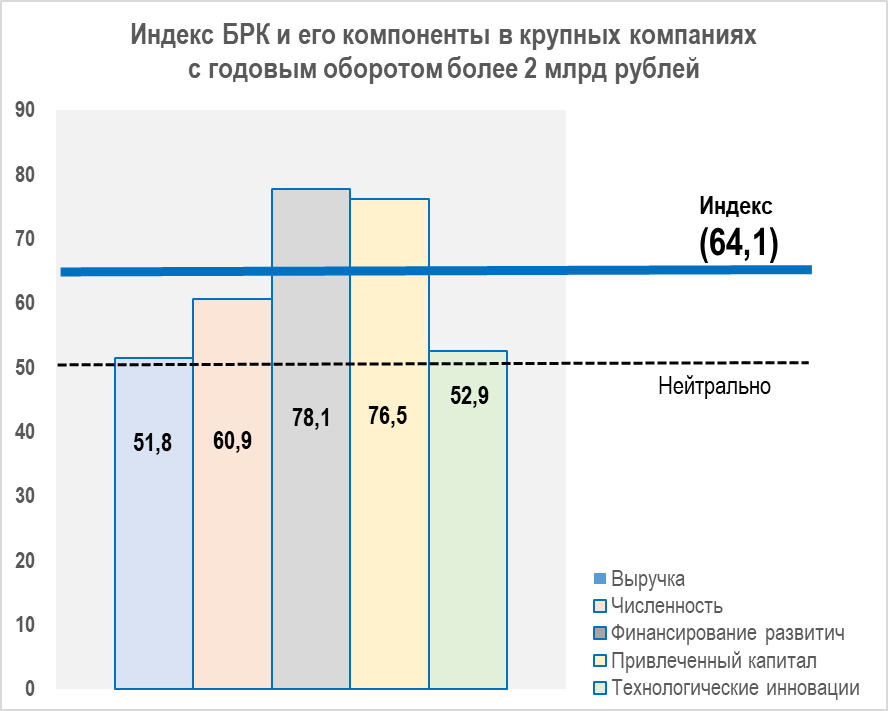 Индекс БРК и его компоненты в крупных компаниях
с годовым оборотом более 2 млрд рублей
90
80
70
60
50
40
30
20
10
0
51,8
60,9
78,1
76,5
52,9
Индекс
(64,1)
Нейтрально
Выручка
Численность
Финансирование развитич
Привлеченный капитал
Технологические инновации